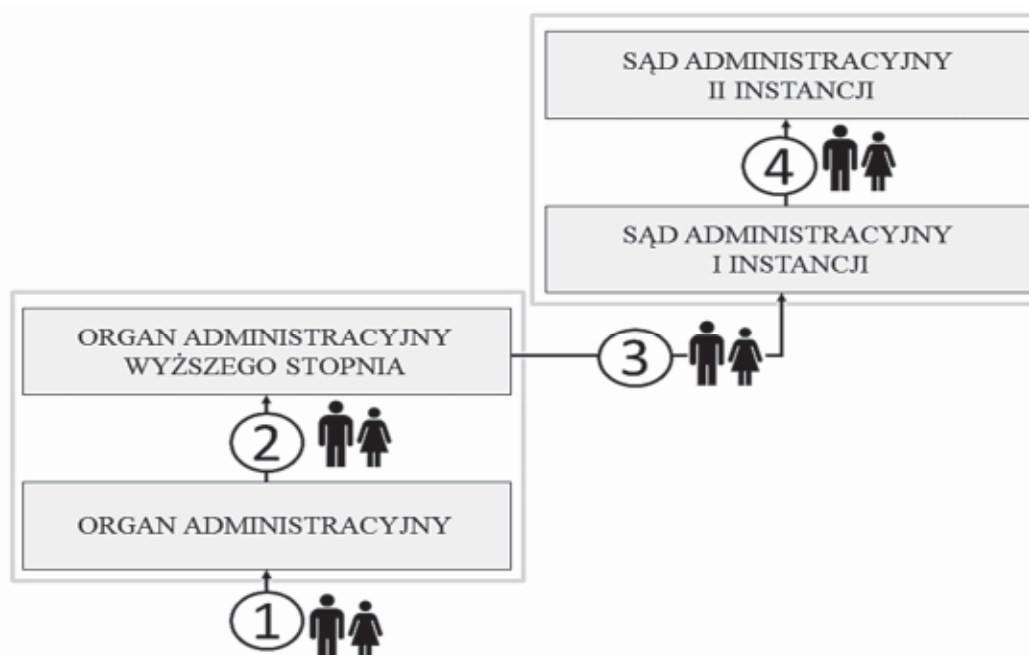 SĄD ADMINISTRACYJNY
II INSTANCJI
4
SĄD ADMINISTRACYJNY
I INSTANCJI
ORGAN ADMINISTRACYJNY
WYŻSZEGO STOPNIA
3
2
ORGAN ADMINISTRACYJNY
1